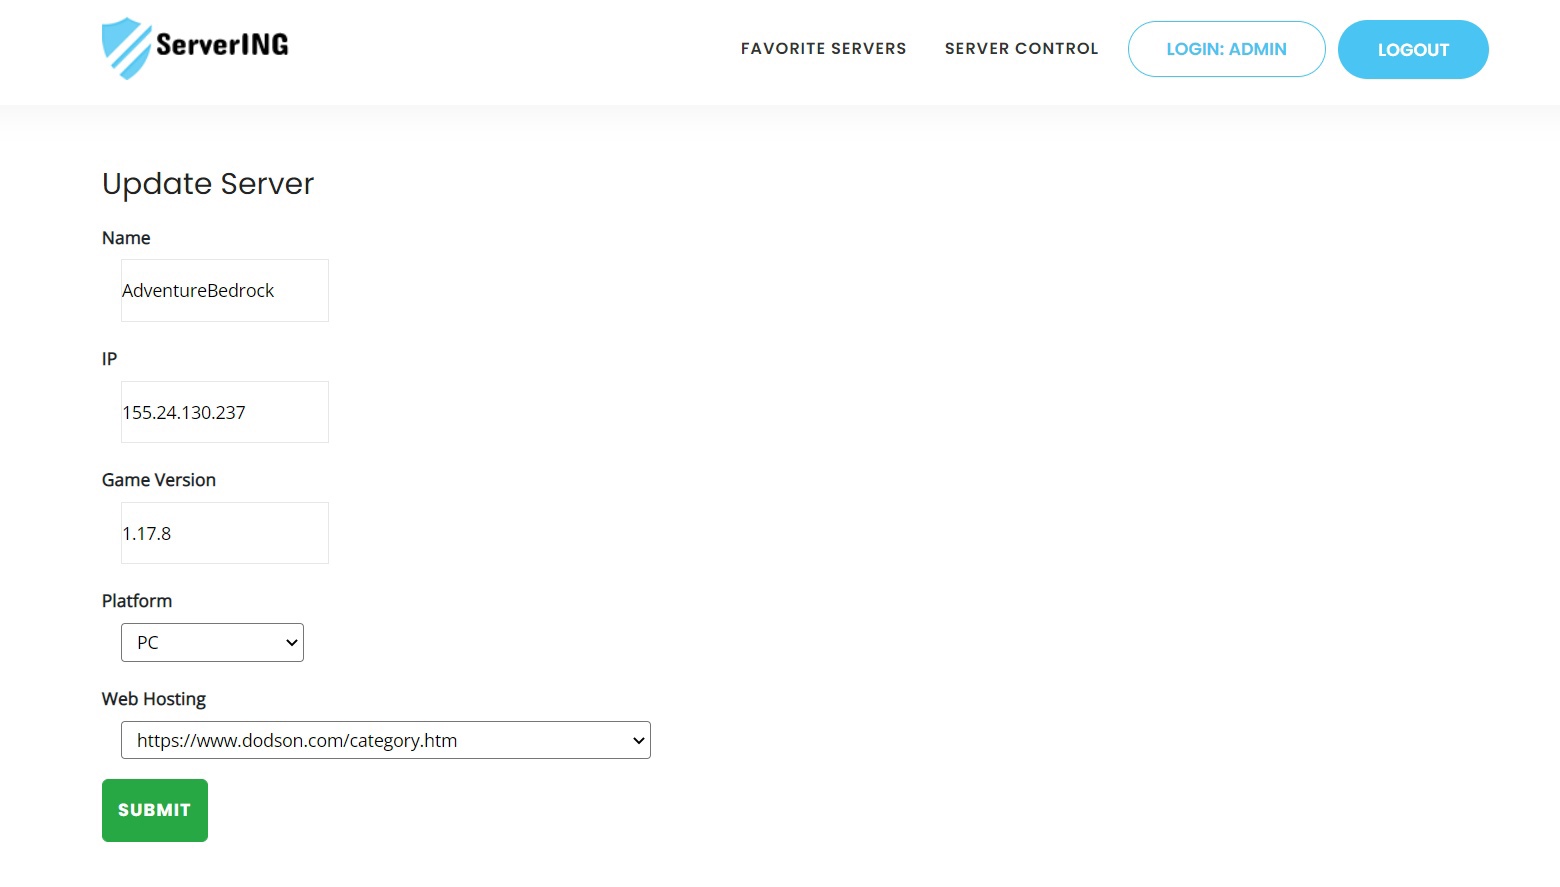 ServerING
FAVORITE SERVERS
SERVER CONTROL
LOGIN: ADMIN
LOGOUT
Update Server
Name
AdventureBedrock
IP
155.24.130.237
Game Version
1.17.8
Platform
PC
Web Hosting
https://www.dodson.com/category.htm
SUBMIT